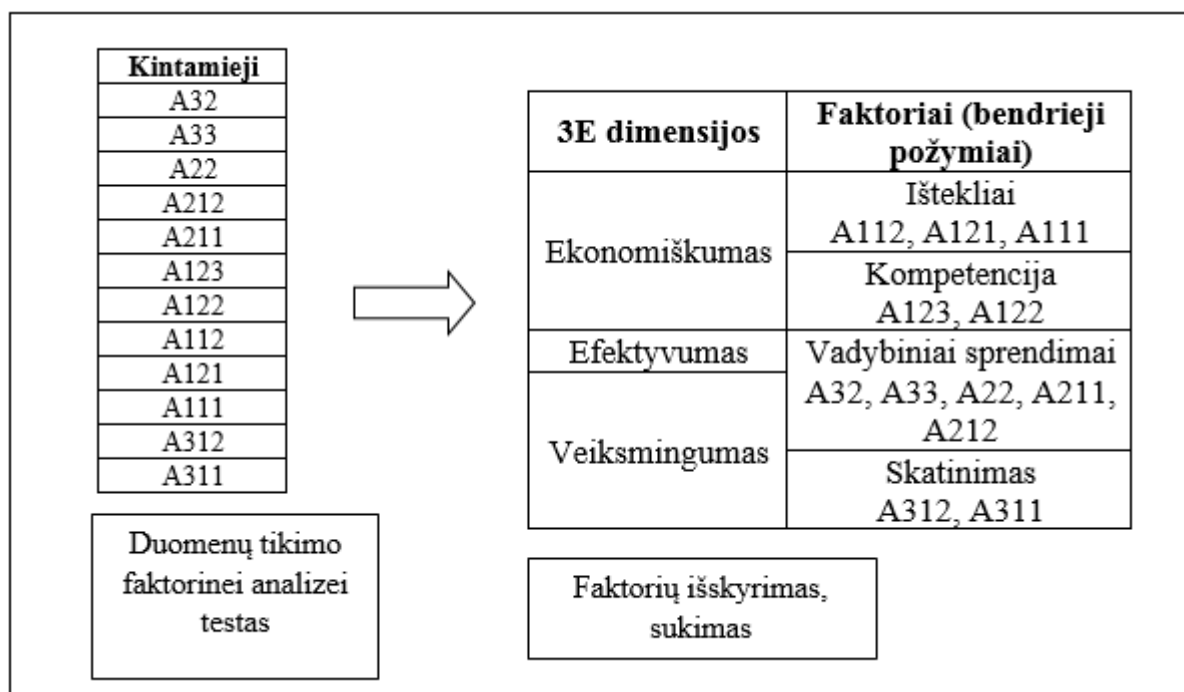 Kintamieji
A32
A33
A22
A212
A211
A123
A122
A112
A121
A111
A312
A311
Duomenų tikimo
faktorinei analizei
testas
3E dimensijos
Faktoriai (bendrieji
požymiai)
Ekonomiškumas
Ištekliai
A112, A121, A111
Kompetencija
A123, A122
Efektyvumas
Vadybiniai sprendimai
A32, A33, A22, A211,
A212
Veiksmingumas
Skatinimas
A312, A311
Faktorių išskyrimas,
sukimas